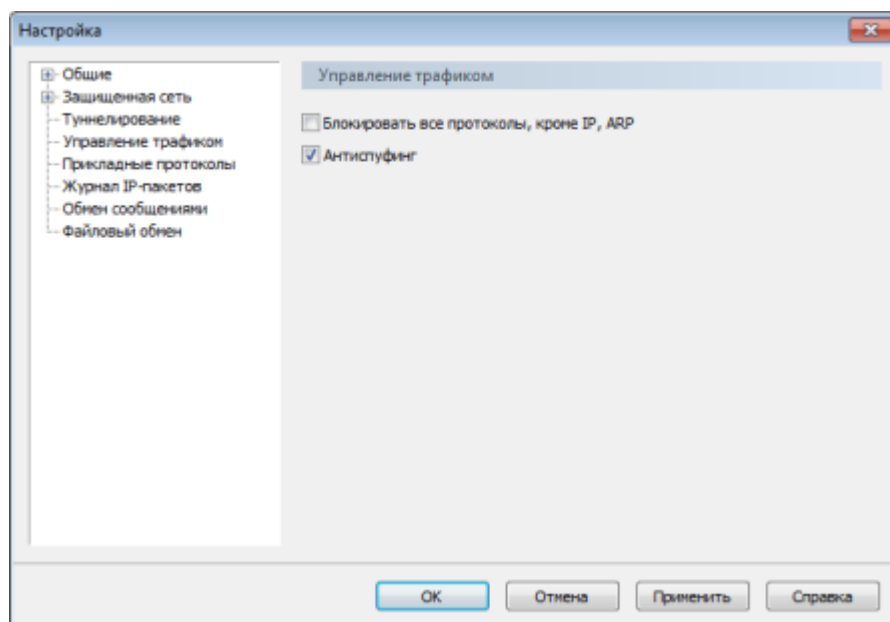 Настройка
Общие
Защищенная сеть
Туннелирование
Управление трафиком
Прикладные протоколы
Журнал IP-пакетов
Обмен сообщениями
Файловый обмен
Управление трафиком
Блокировать все протоколы, кроме IP, ARP
Антиспуфинг
OK
Отмена
Применить
Справка